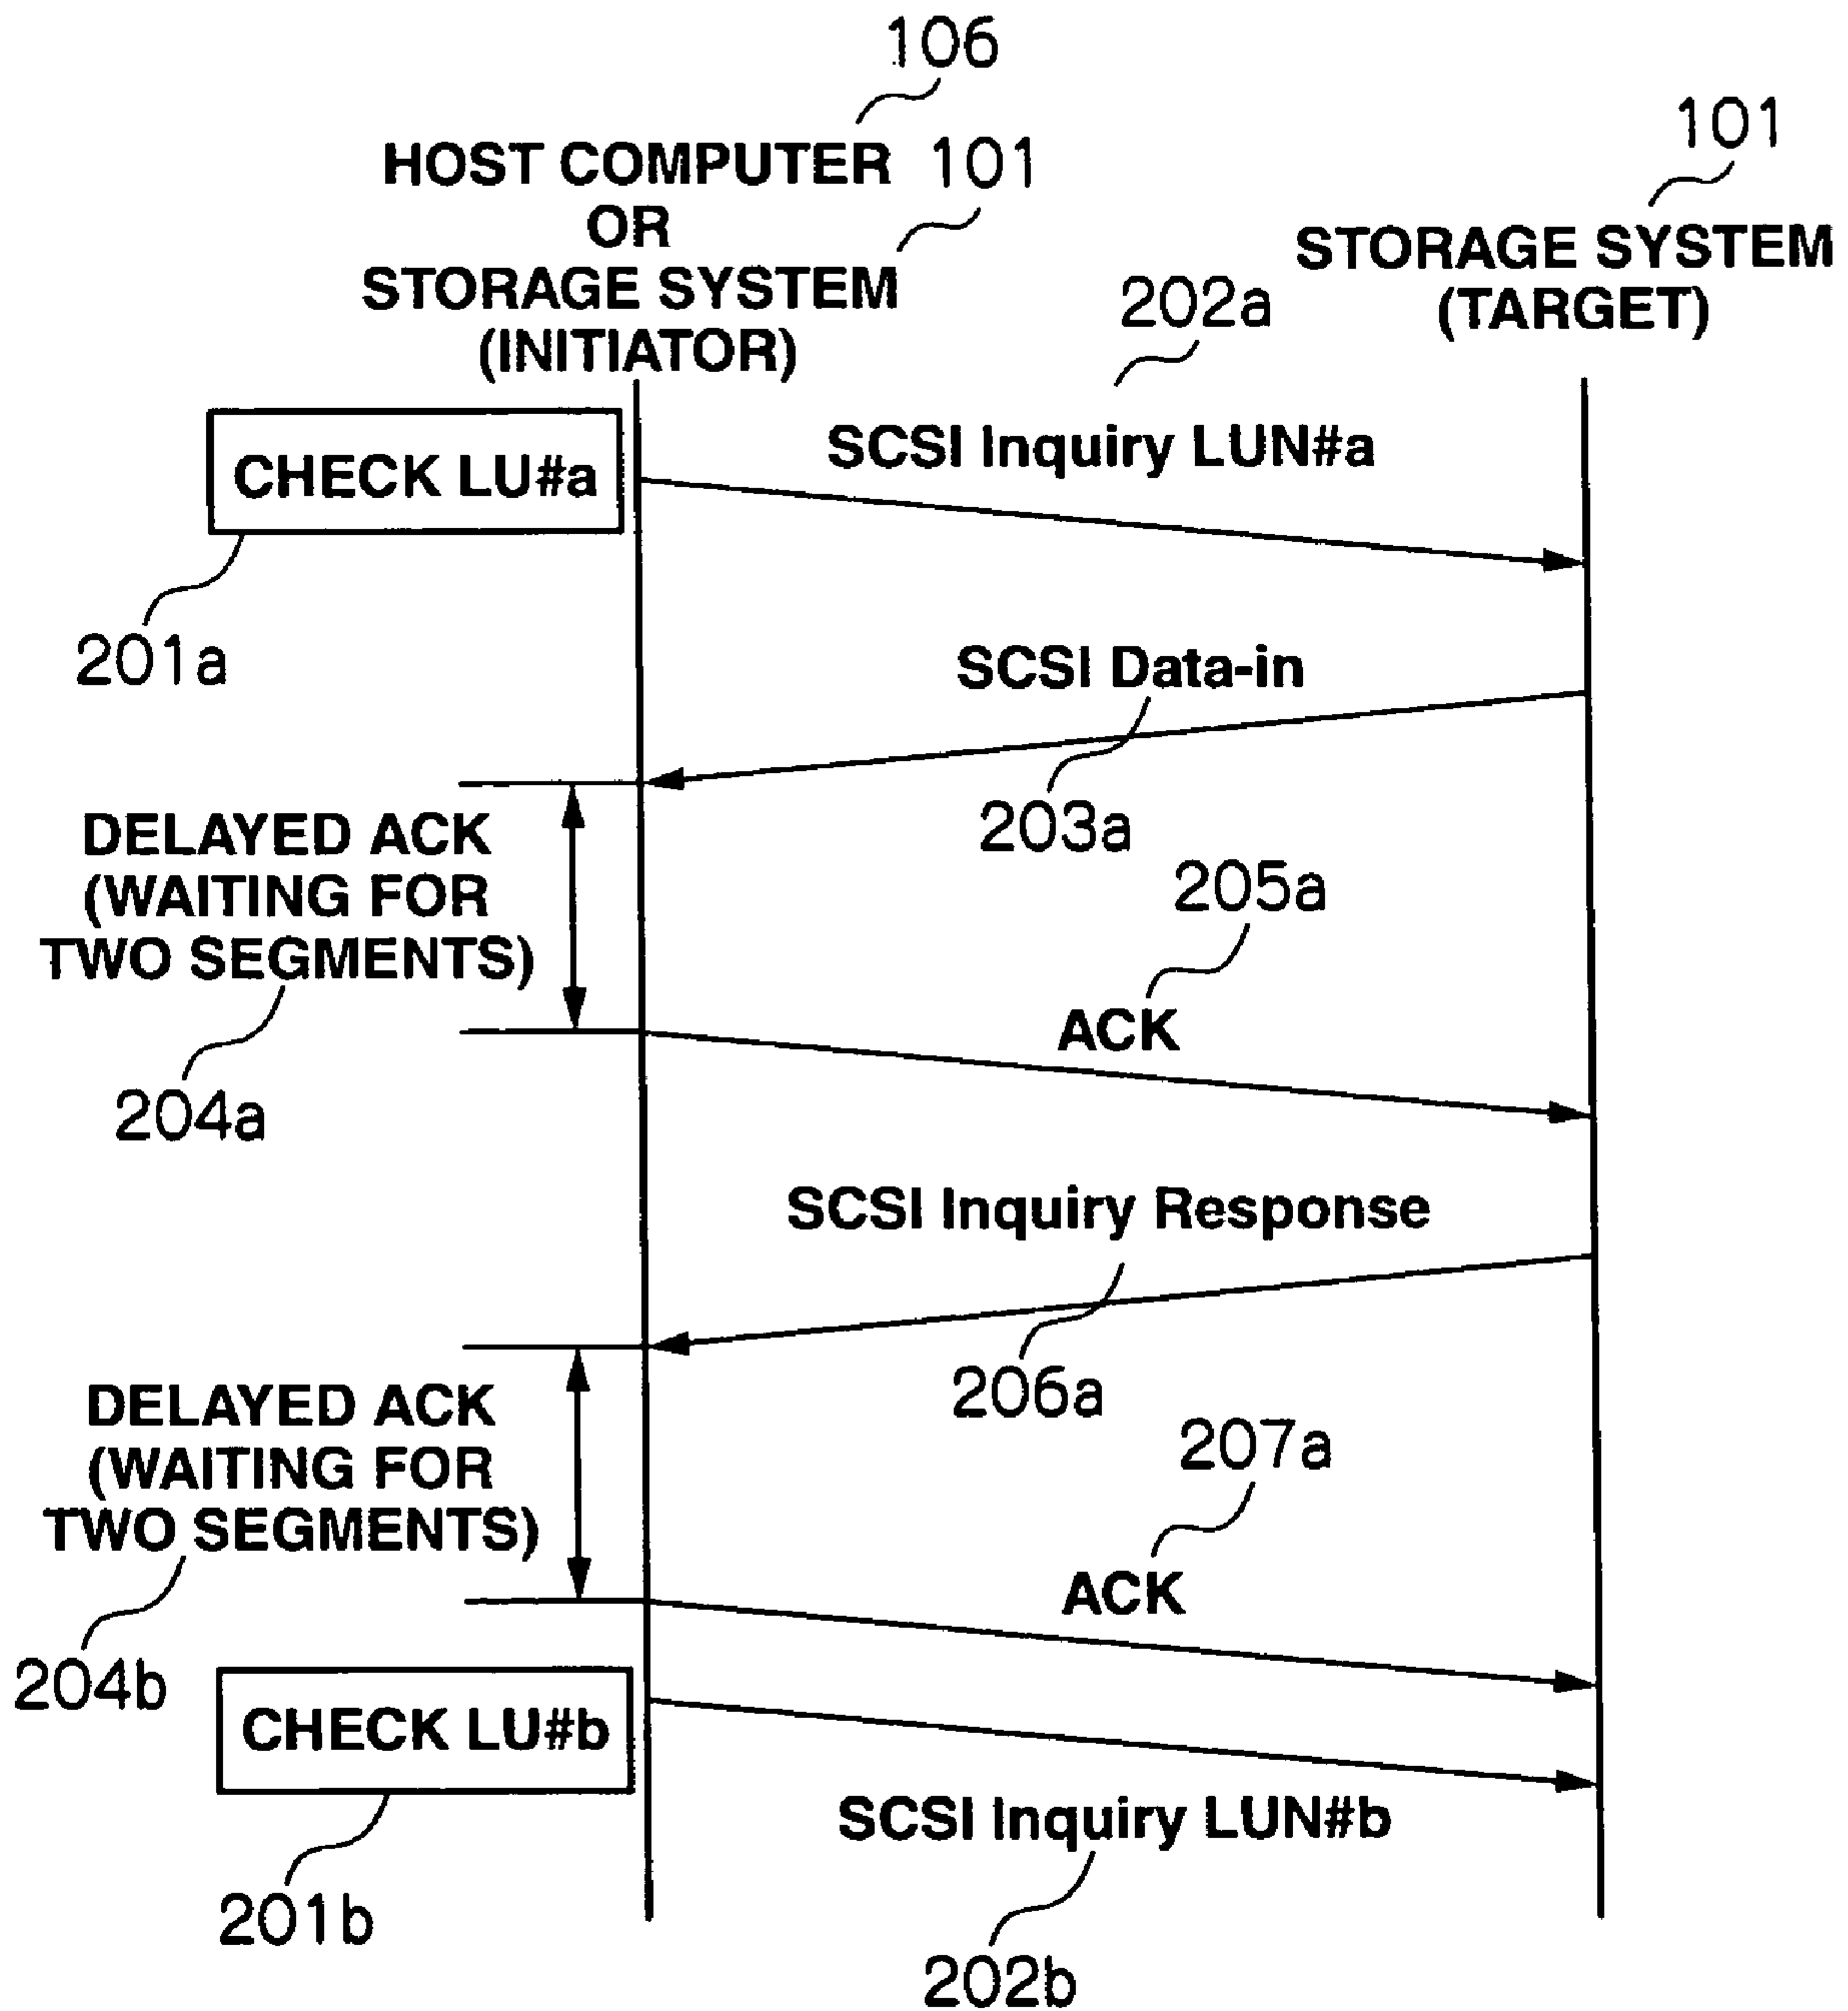 106
HOST COMPUTER 101
OR
STORAGE SYSTEM
(INITIATOR)
101
STORAGE SYSTEM
(TARGET)
202a
SCSI Inquiry LUN#a
CHECK LU#a
201a
SCSI Data-in
203a
DELAYED ACK
(WAITING FOR
TWO SEGMENTS)
204a
205a
ACK
SCSI Inquiry Response
206a
DELAYED ACK
(WAITING FOR
TWO SEGMENTS)
204b
207a
ACK
CHECK LU#b
201b
SCSI Inquiry LUN#b
202b